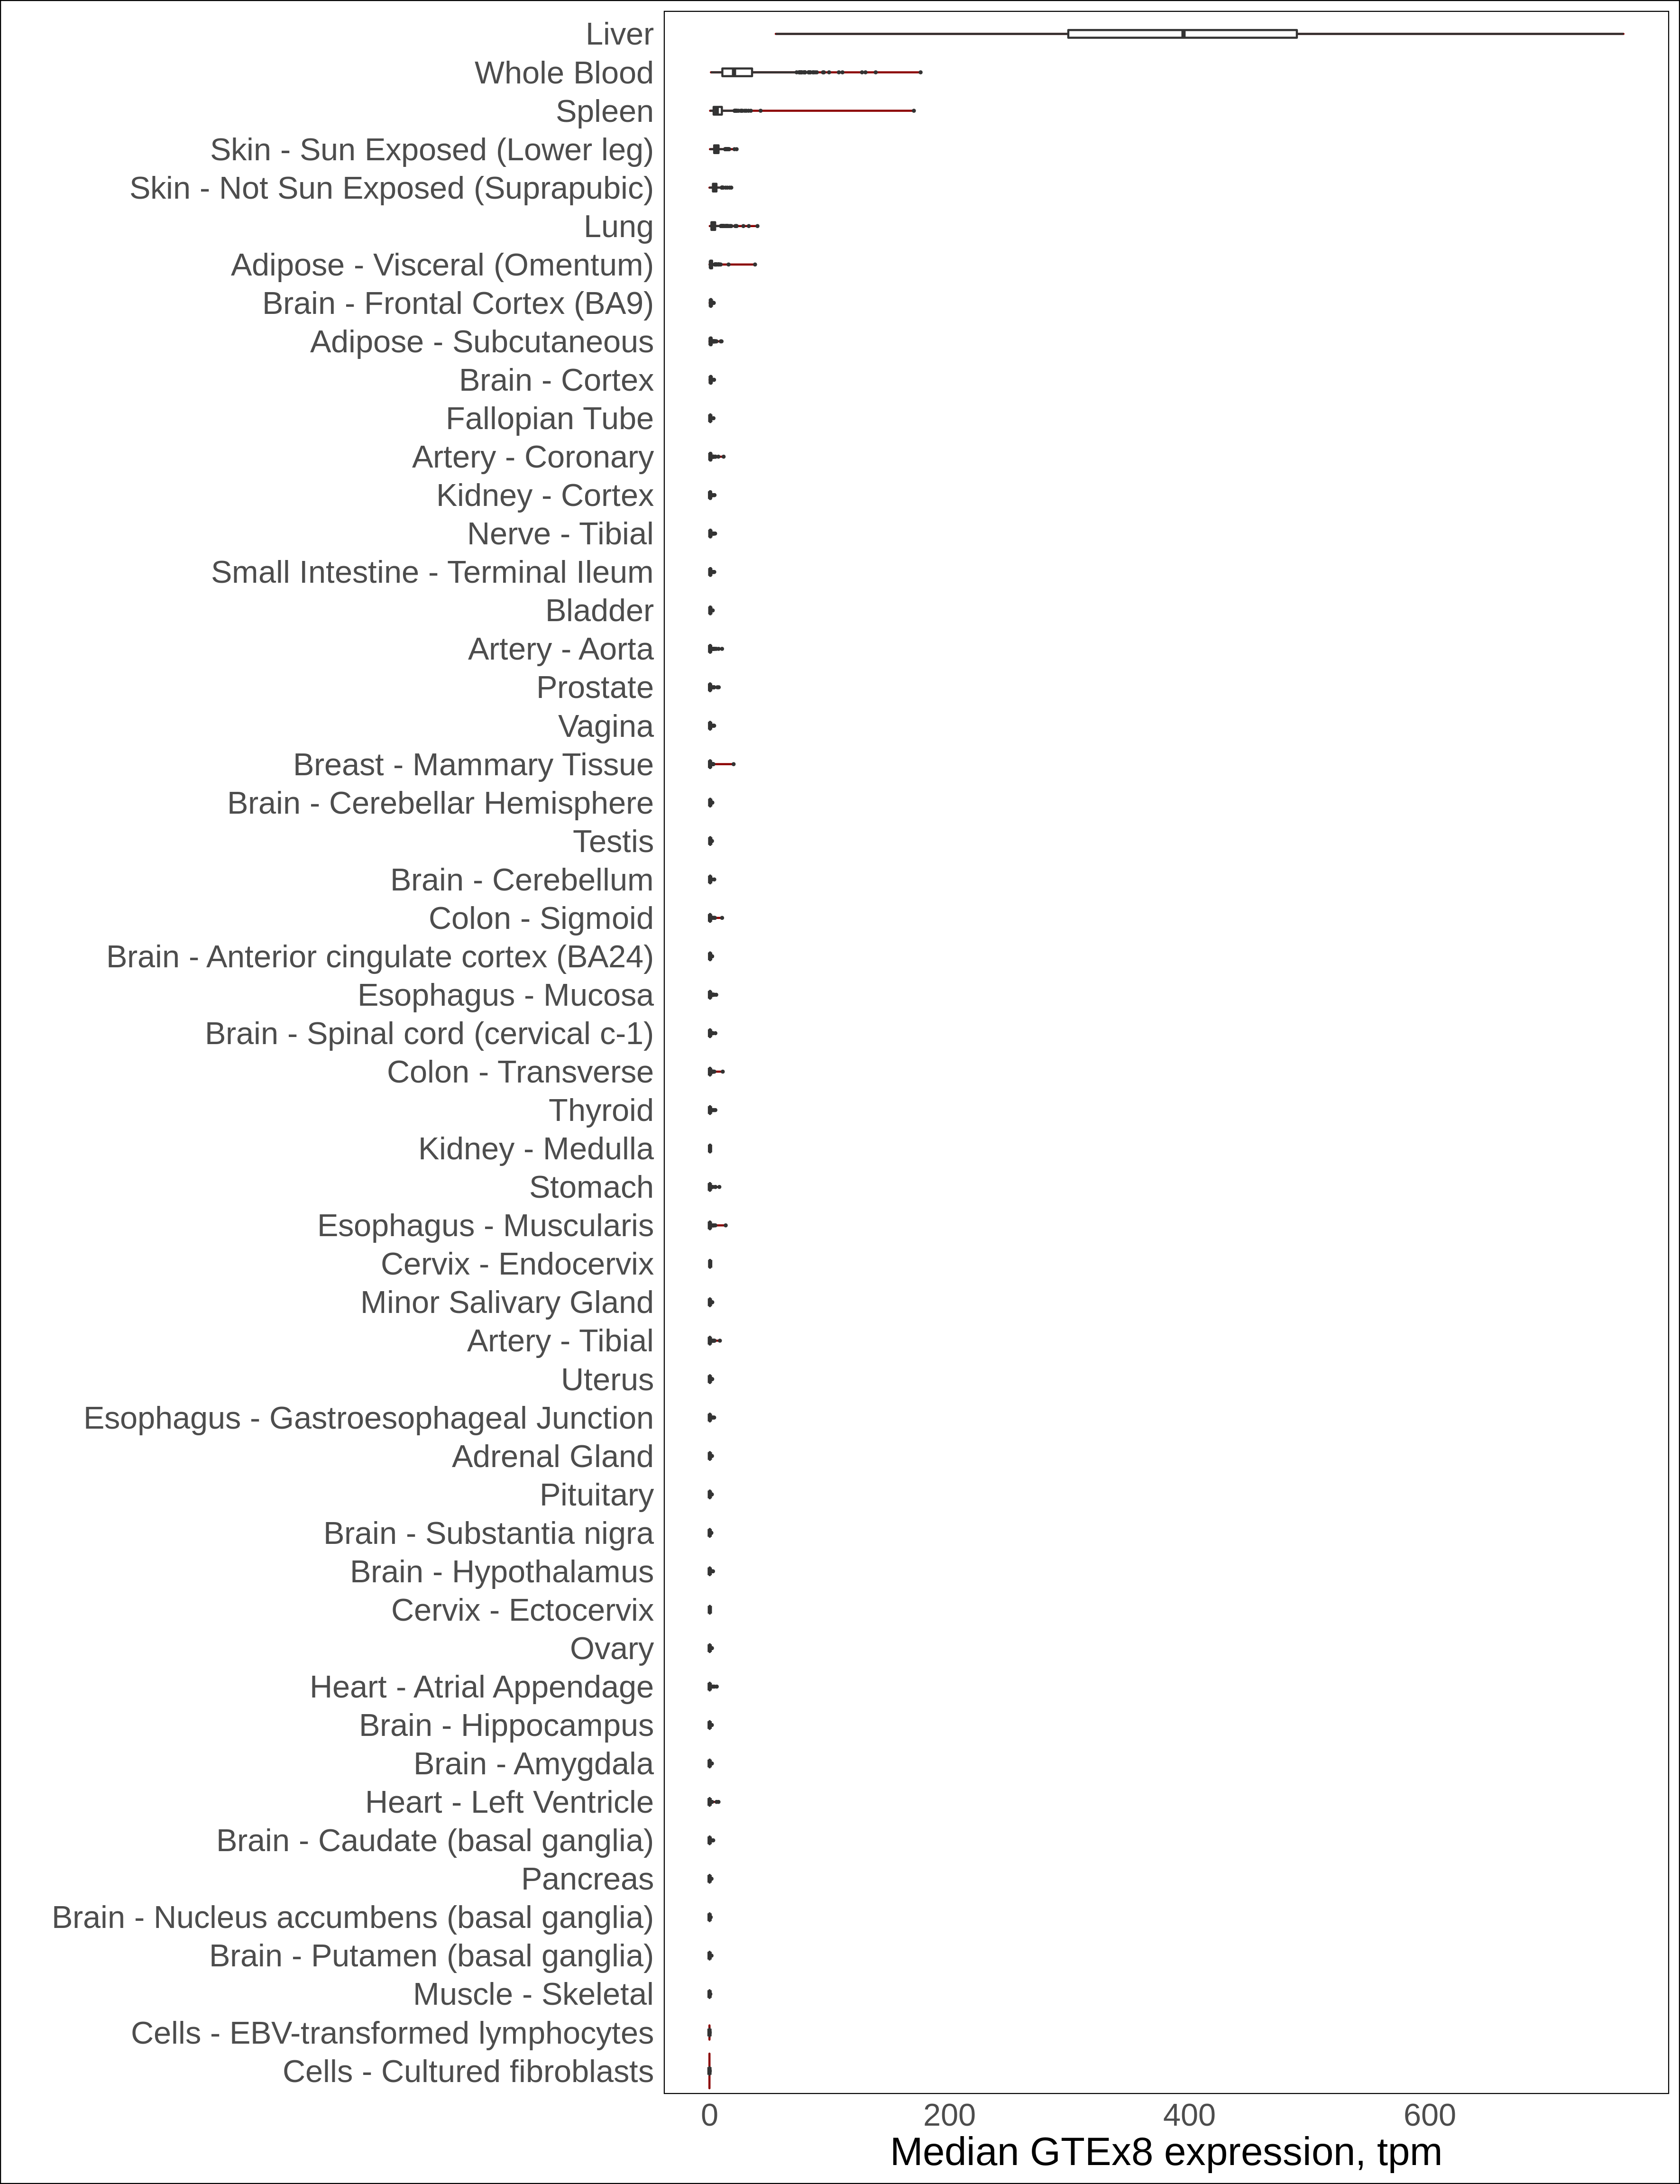 Liver
Whole Blood
Spleen
Skin - Sun Exposed (Lower leg)
Skin - Not Sun Exposed (Suprapubic)
Lung
Adipose - Visceral (Omentum)
Brain - Frontal Cortex (BA9)
Adipose - Subcutaneous
Brain - Cortex
Fallopian Tube
Artery - Coronary
Kidney - Cortex
Nerve - Tibial
Small Intestine - Terminal Ileum
Bladder
Artery - Aorta
Prostate
Vagina
Breast - Mammary Tissue
Brain - Cerebellar Hemisphere
Testis
Brain - Cerebellum
Colon - Sigmoid
Brain - Anterior cingulate cortex (BA24)
Esophagus - Mucosa
Brain - Spinal cord (cervical c-1)
Colon - Transverse
Thyroid
Kidney - Medulla
Stomach
Esophagus - Muscularis
Cervix - Endocervix
Minor Salivary Gland
Artery - Tibial
Uterus
Esophagus - Gastroesophageal Junction
Adrenal Gland
Pituitary
Brain - Substantia nigra
Brain - Hypothalamus
Cervix - Ectocervix
Ovary
Heart - Atrial Appendage
Brain - Hippocampus
Brain - Amygdala
Heart - Left Ventricle
Brain - Caudate (basal ganglia)
Pancreas
Brain - Nucleus accumbens (basal ganglia)
Brain - Putamen (basal ganglia)
Muscle - Skeletal
Cells - EBV-transformed lymphocytes
Cells - Cultured fibroblasts
0 200 400 600
Median GTEx8 expression, tpm